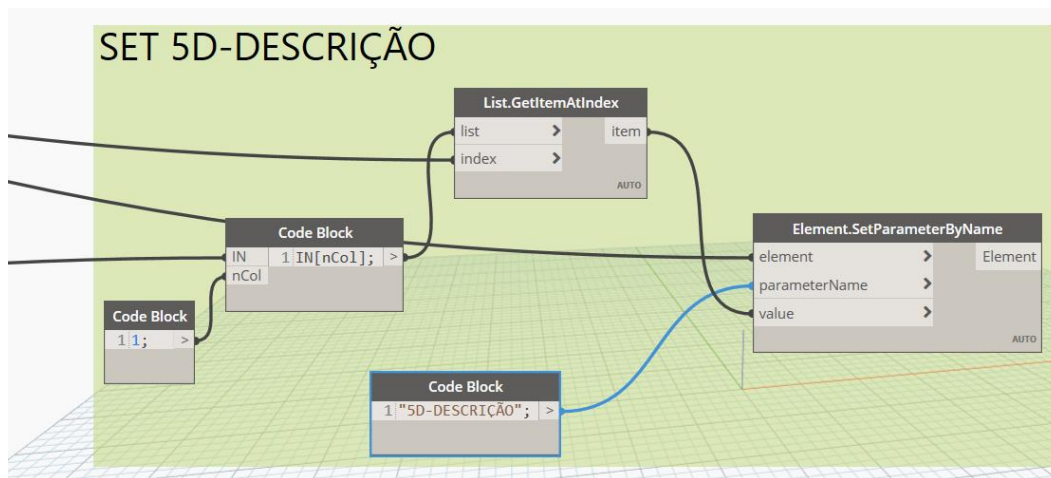 SET 5D-DESCRIÇÃO
List.GetItemAtIndex
list > item
index >
AUTO
Code Block
IN 1 IN[nCol]; >
nCol
Element.SetParameterByName
element > Element
parameterName >
value >
AUTO
Code Block
1 1; >
Code Block
1 "5D-DESCRIÇÃO"; >